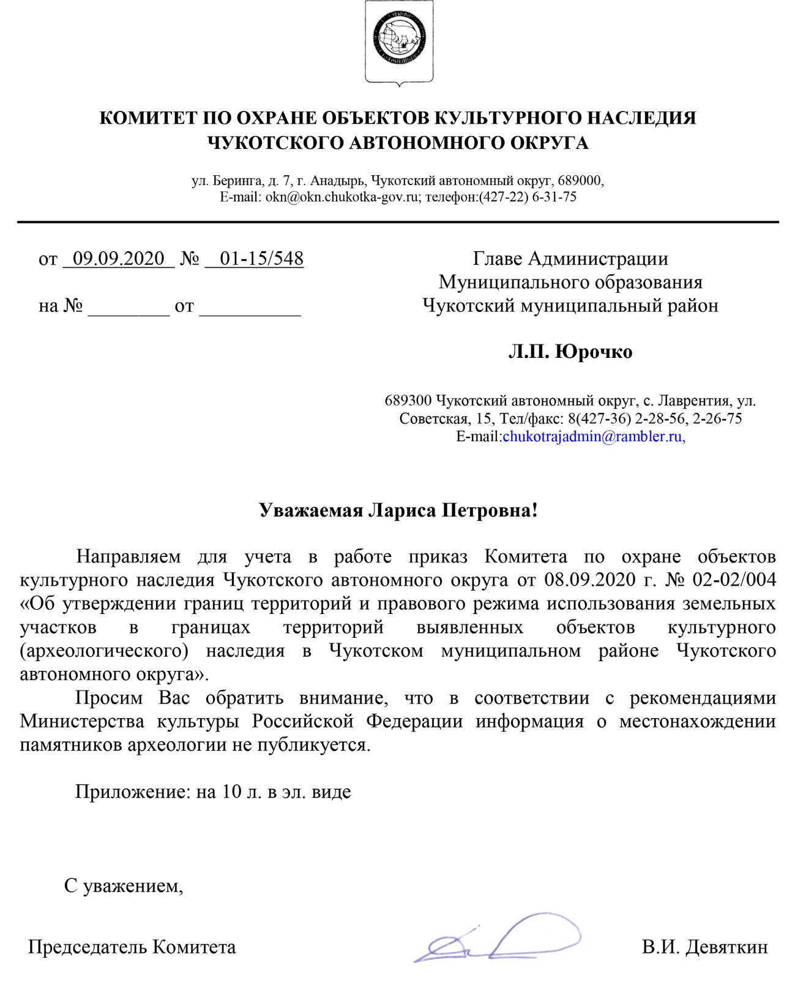 КОМИТЕТ ПО ОХРАНЕ ОБЪЕКТОВ КУЛЬТУРНОГО НАСЛЕДИЯ
ЧУКОТСКОГО АВТОНОМНОГО ОКРУГА
ул. Беринга, д. 7, г. Анадырь, Чукотский автономный округ, 689000,
E-mail: okn@okn.chukotka-gov.ru; телефон:(427-22) 6-31-75
от 09.09.2020 № 01-15/548
на № ________ от __________
Главе Администрации
Муниципального образования
Чукотский муниципальный район
Л.П. Юрочко
689300 Чукотский автономный округ, с. Лаврентия, ул.
Советская, 15, Тел/факс: 8(427-36) 2-28-56, 2-26-75
E-mail:chukotrajadmin@rambler.ru,
Уважаемая Лариса Петровна!
Направляем для учета в работе приказ Комитета по охране объектов
культурного наследия Чукотского автономного округа от 08.09.2020 г. № 02-02/004
«Об утверждении границ территорий и правового режима использования земельных
участков в границах территорий выявленных объектов культурного
(археологического) наследия в Чукотском муниципальном районе Чукотского
автономного округа».
Просим Вас обратить внимание, что в соответствии с рекомендациями
Министерства культуры Российской Федерации информация о местонахождении
памятников археологии не публикуется.
Приложение: на 10 л. в эл. виде
С уважением,
Председатель Комитета В.И. Девяткин